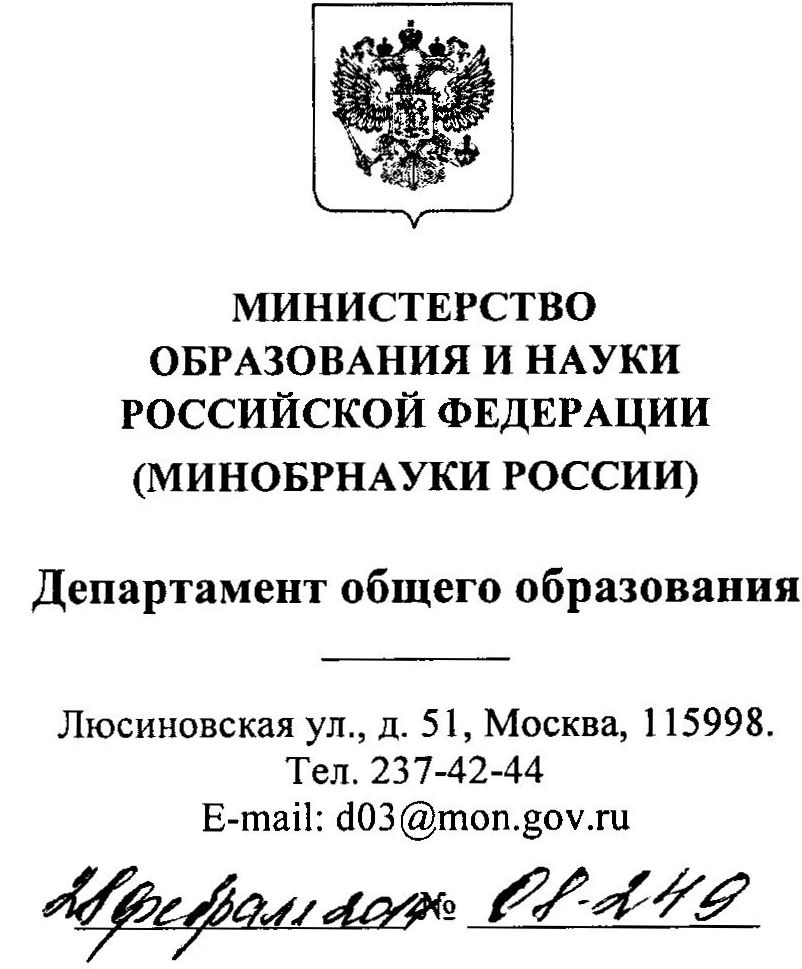 МИНИСТЕРСТВО
ОБРАЗОВАНИЯ И НАУКИ
РОССИЙСКОЙ ФЕДЕРАЦИИ
(МИНОБРНАУКИ РОССИИ)
Департамент общего образования
Люсиновская ул., д. 51, Москва, 115998.
Тел. 237-42-44
E-mail: d03@mon.gov.ru
28 февраля № 08-249